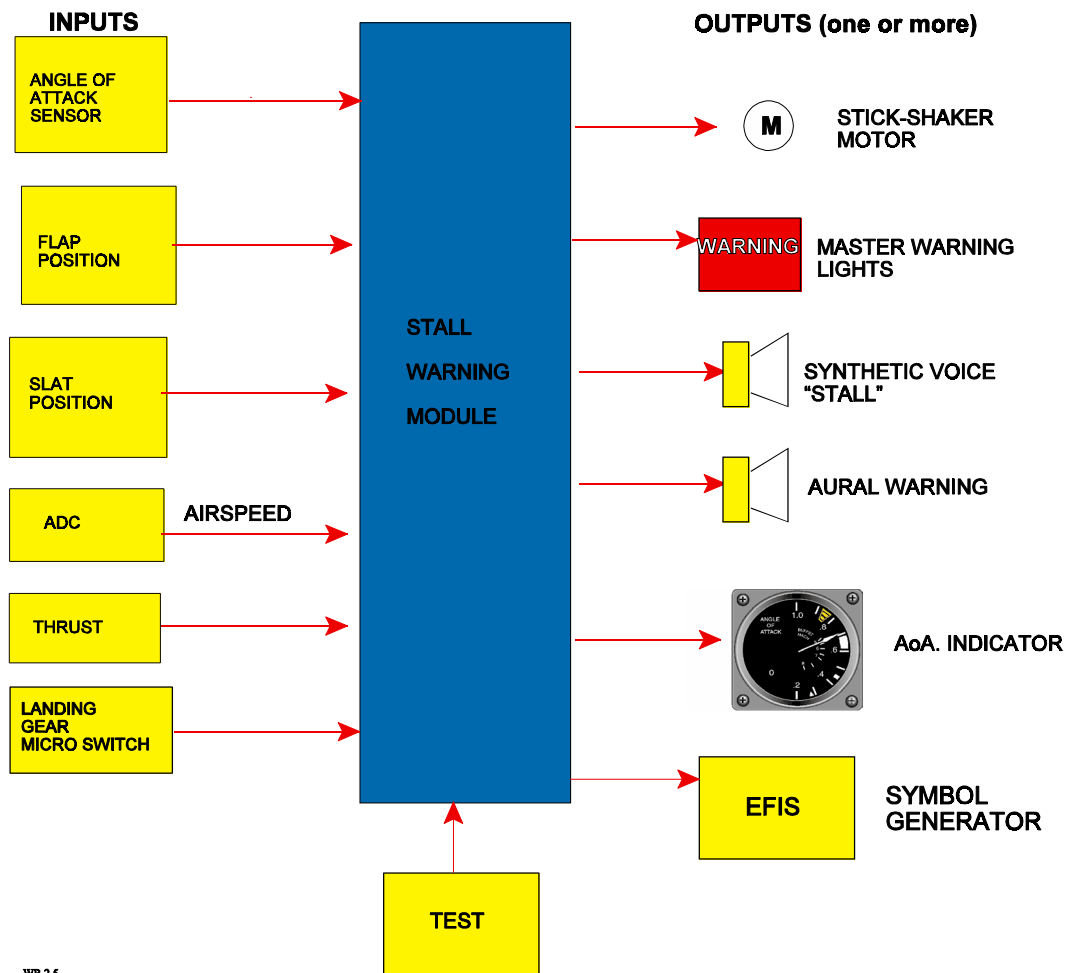 INPUTS
OUTPUTS (one or more)
ANGLE OF
ATTACK
SENSOR
FLAP
POSITION
SLAT
POSITION
ADC
AIRSPEED
THRUST
LANDING
GEAR
MICRO SWITCH
STALL
WARNING
MODULE
TEST
M
STICK-SHAKER
MOTOR
WARNING
MASTER WARNING
LIGHTS
SYNTHETIC VOICE
“STALL”
AURAL WARNING
ANGLE
OF
ATTACK
1.0
.8
.6
.4
.2
0
AoA. INDICATOR
EFIS
SYMBOL
GENERATOR